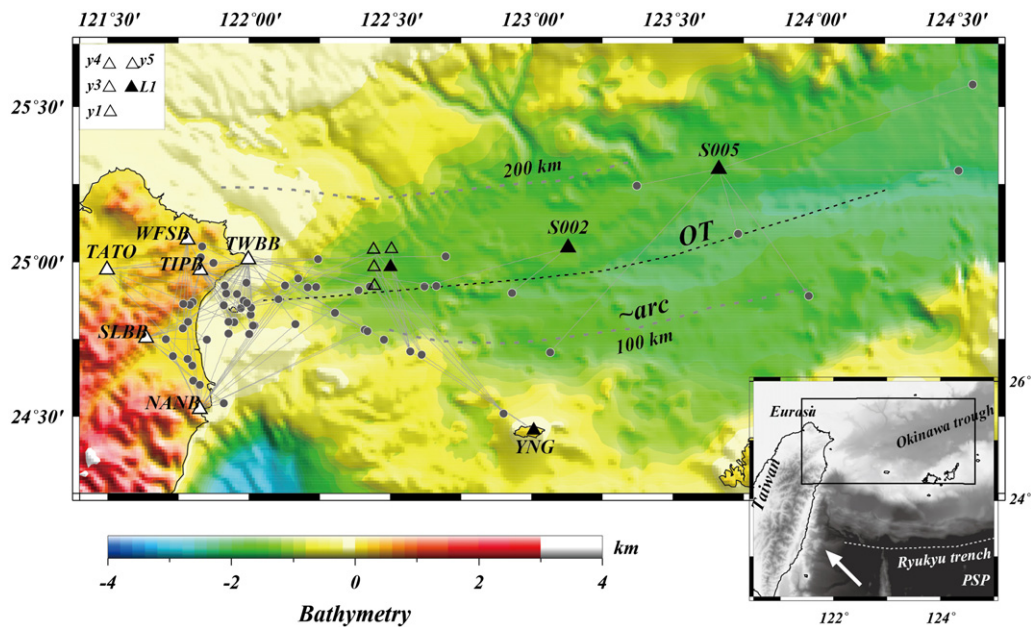 121˚30' 122˚00' 122˚30' 123˚00' 123˚30' 124˚00' 124˚30'
y4 y5
y3 L1
y1
25˚30'
25˚00'
24˚30'
200 km
S005
S002
OT
WFSB
TWBB
TATO
TIPB
~arc
100 km
SLBB
NANB
YNG
26˚
24˚
Eurasia
Okinawa trough
Taiwan
Ryukyu trench
PSP
122˚ 124˚
km
-4 -2 0 2 4
Bathymetry